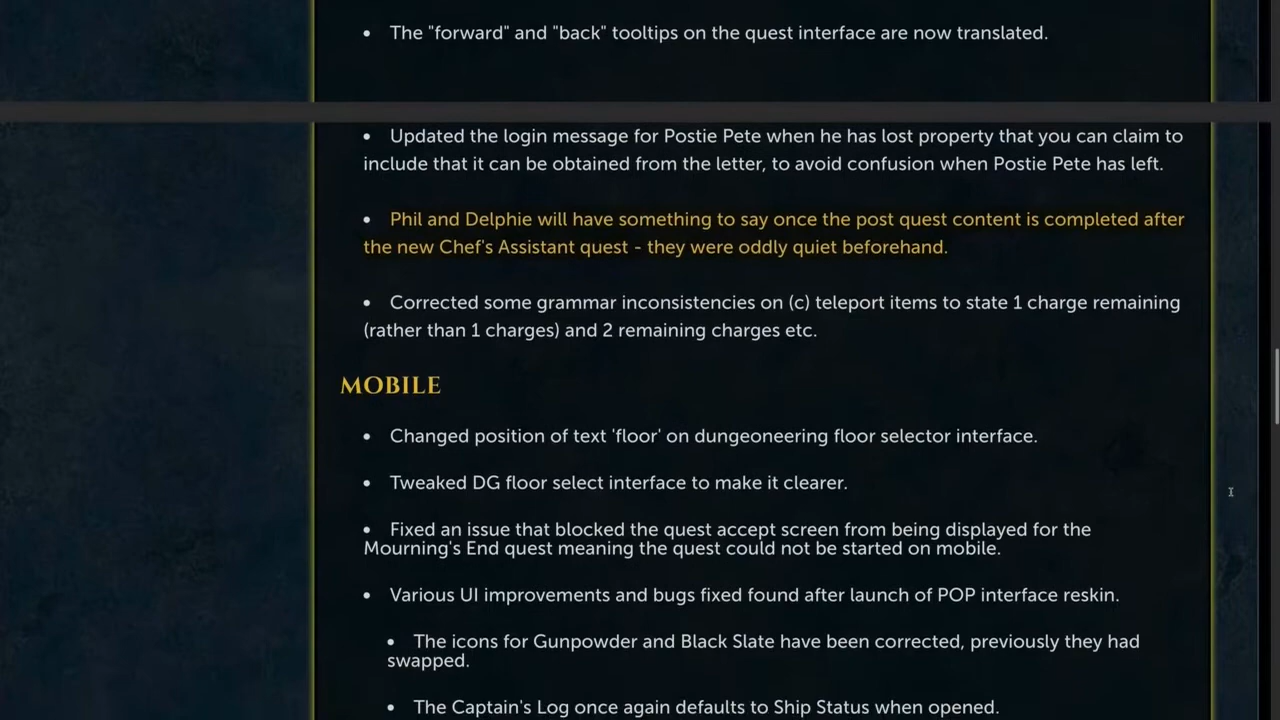 • The "forward" and "back" tooltips on the quest interface are now translated.
• Updated the login message for Postie Pete when he has lost property that you can claim to
include that it can be obtained from the letter, to avoid confusion when Postie Pete has left.
• Phil and Delphie will have something to say once the post quest content is completed after
the new Chef's Assistant quest - they were oddly quiet beforehand.
• Corrected some grammar inconsistencies on (c) teleport items to state 1 charge remaining
(rather than 1 charges) and 2 remaining charges etc.
MOBILE
• Changed position of text 'floor' on dungeoneering floor selector interface.
• Tweaked DG floor select interface to make it clearer.
• Fixed an issue that blocked the quest accept screen from being displayed for the
Mourning's End quest meaning the quest could not be started on mobile.
• Various UI improvements and bugs fixed found after launch of POP interface reskin.
• The icons for Gunpowder and Black Slate have been corrected, previously they had
swapped.
• The Captain's Log once again defaults to Ship Status when opened.